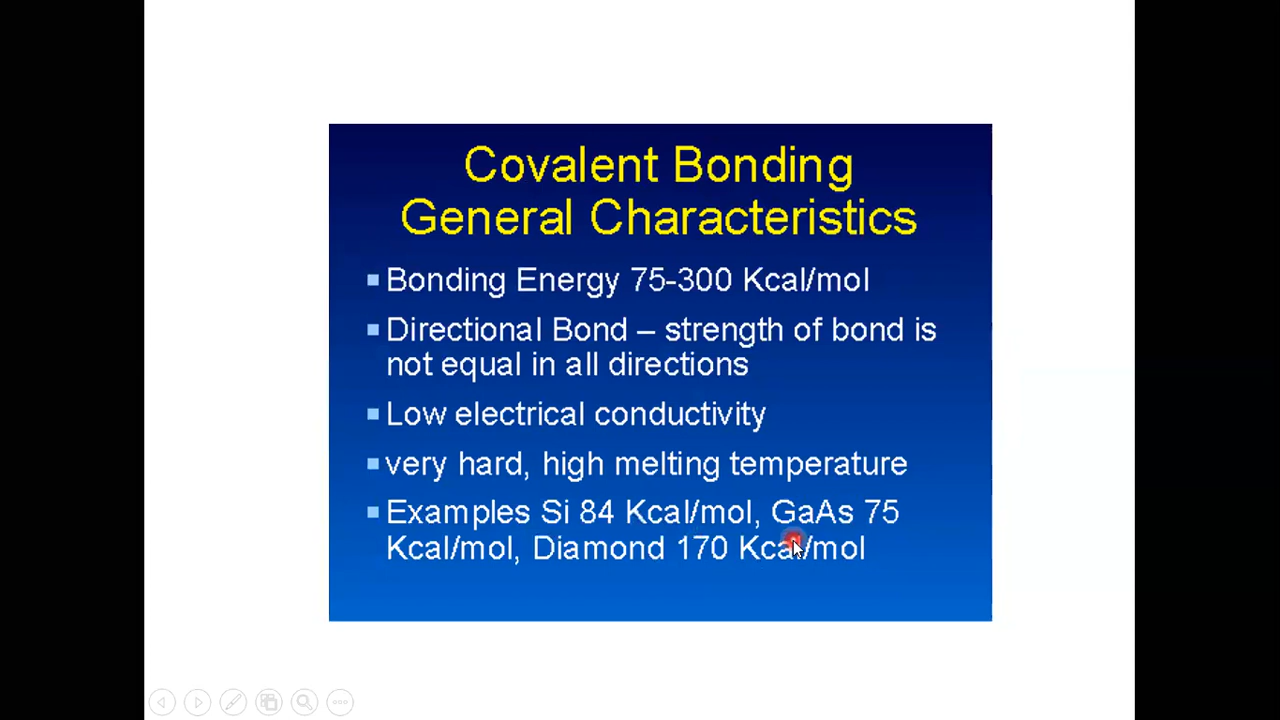 Covalent Bonding
General Characteristics
Bonding Energy 75-300 Kcal/mol
Directional Bond – strength of bond is
not equal in all directions
Low electrical conductivity
very hard, high melting temperature
Examples Si 84 Kcal/mol, GaAs 75
Kcal/mol, Diamond 170 Kcal/mol